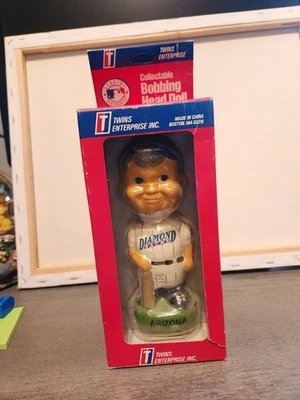 TWINS
ENTERPRISE
Collectable
Bobbing
Head Doll
T
TWINS
ENTERPRISE INC.
MADE IN CHINA
BOSTON, MA 02215
DIAMOND
BACKS
ARIZONA
T
TWINS
ENTERPRISE INC.